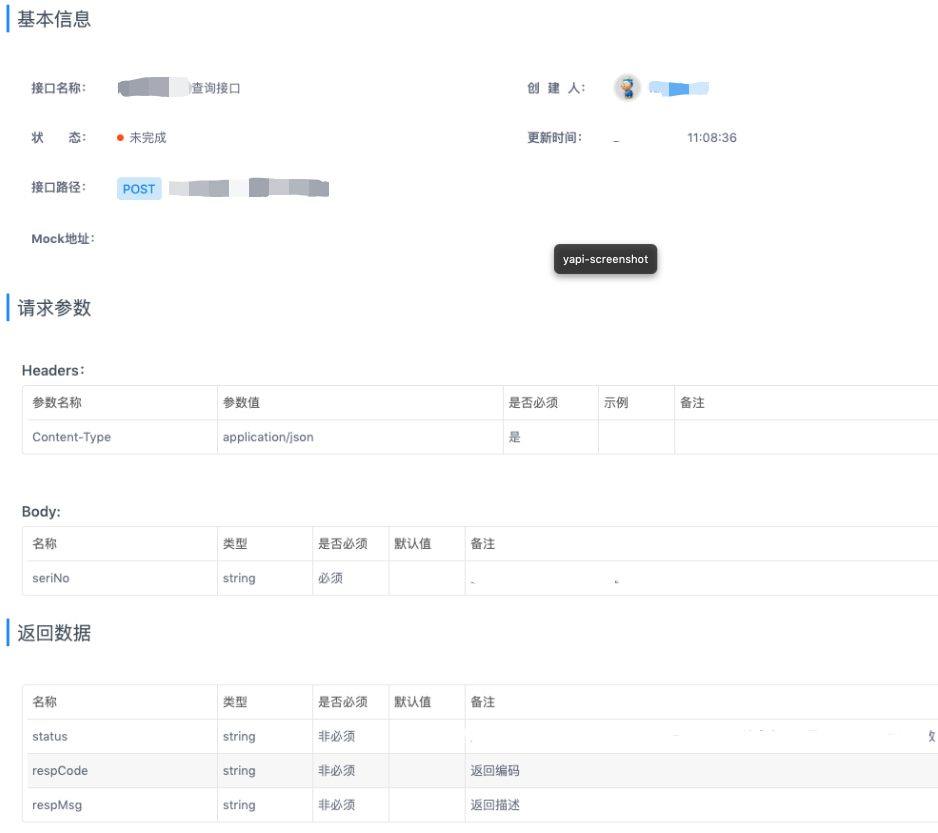 基本信息
接口名称： 查询接口 创 建 人：
状 态： 未完成 更新时间： 11:08:36
接口路径： POST
Mock地址：
yapi-screenshot
请求参数
Headers：
参数名称 参数值 是否必须 示例 备注
Content-Type application/json 是
Body:
名称 类型 是否必须 默认值 备注
seriNo string 必须
返回数据
名称 类型 是否必须 默认值 备注
status string 非必须
respCode string 非必须 返回编码
respMsg string 非必须 返回描述